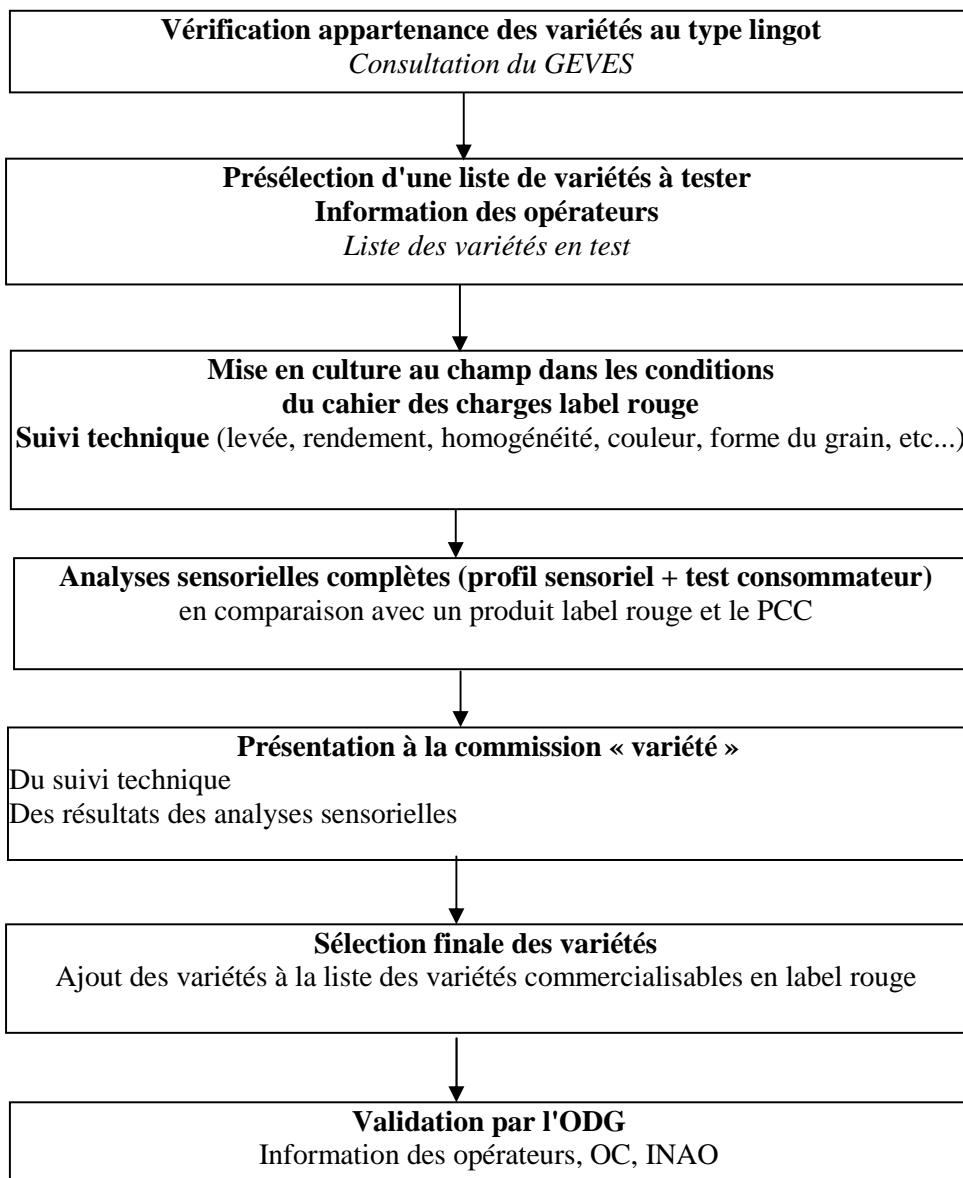 Vérification appartenance des variétés au type lingot
Consultation du GEVES
Présélection d'une liste de variétés à tester
Information des opérateurs
Liste des variétés en test
Mise en culture au champ dans les conditions
du cahier des charges label rouge
Suivi technique (levée, rendement, homogénéité, couleur, forme du grain, etc...)
Analyses sensorielles complètes (profil sensoriel + test consommateur)
en comparaison avec un produit label rouge et le PCC
Présentation à la commission « variété »
Du suivi technique
Des résultats des analyses sensorielles
Sélection finale des variétés
Ajout des variétés à la liste des variétés commercialisables en label rouge
Validation par l'ODG
Information des opérateurs, OC, INAO